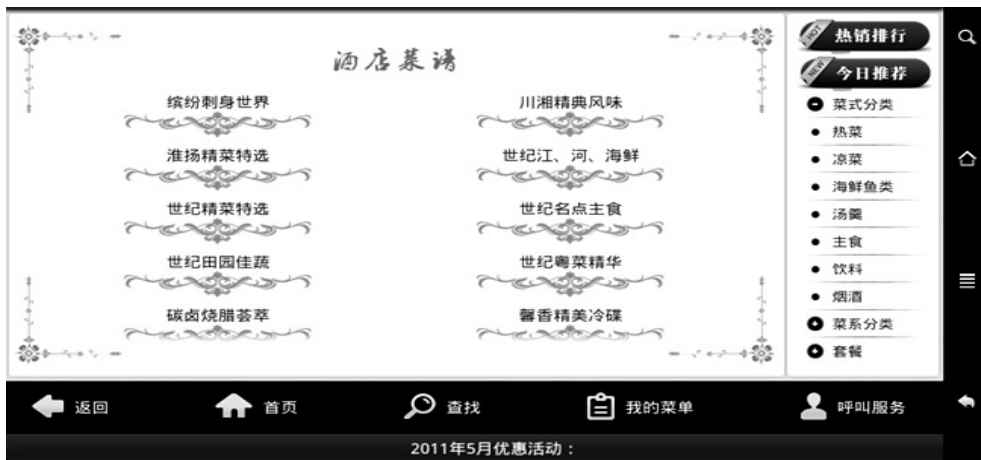 酒店菜谱
缤纷刺身世界
川湘精典风味
淮扬精菜特选
世纪江、河、海鲜
世纪精菜特选
世纪名点主食
世纪田园佳蔬
世纪粤菜精华
碳卤烧腊荟萃
馨香精美冷碟
HOT 热销排行
NEW 今日推荐
菜式分类
热菜
凉菜
海鲜鱼类
汤羹
主食
饮料
烟酒
菜系分类
套餐
返回
首页
查找
我的菜单
呼叫服务
2011年5月优惠活动：